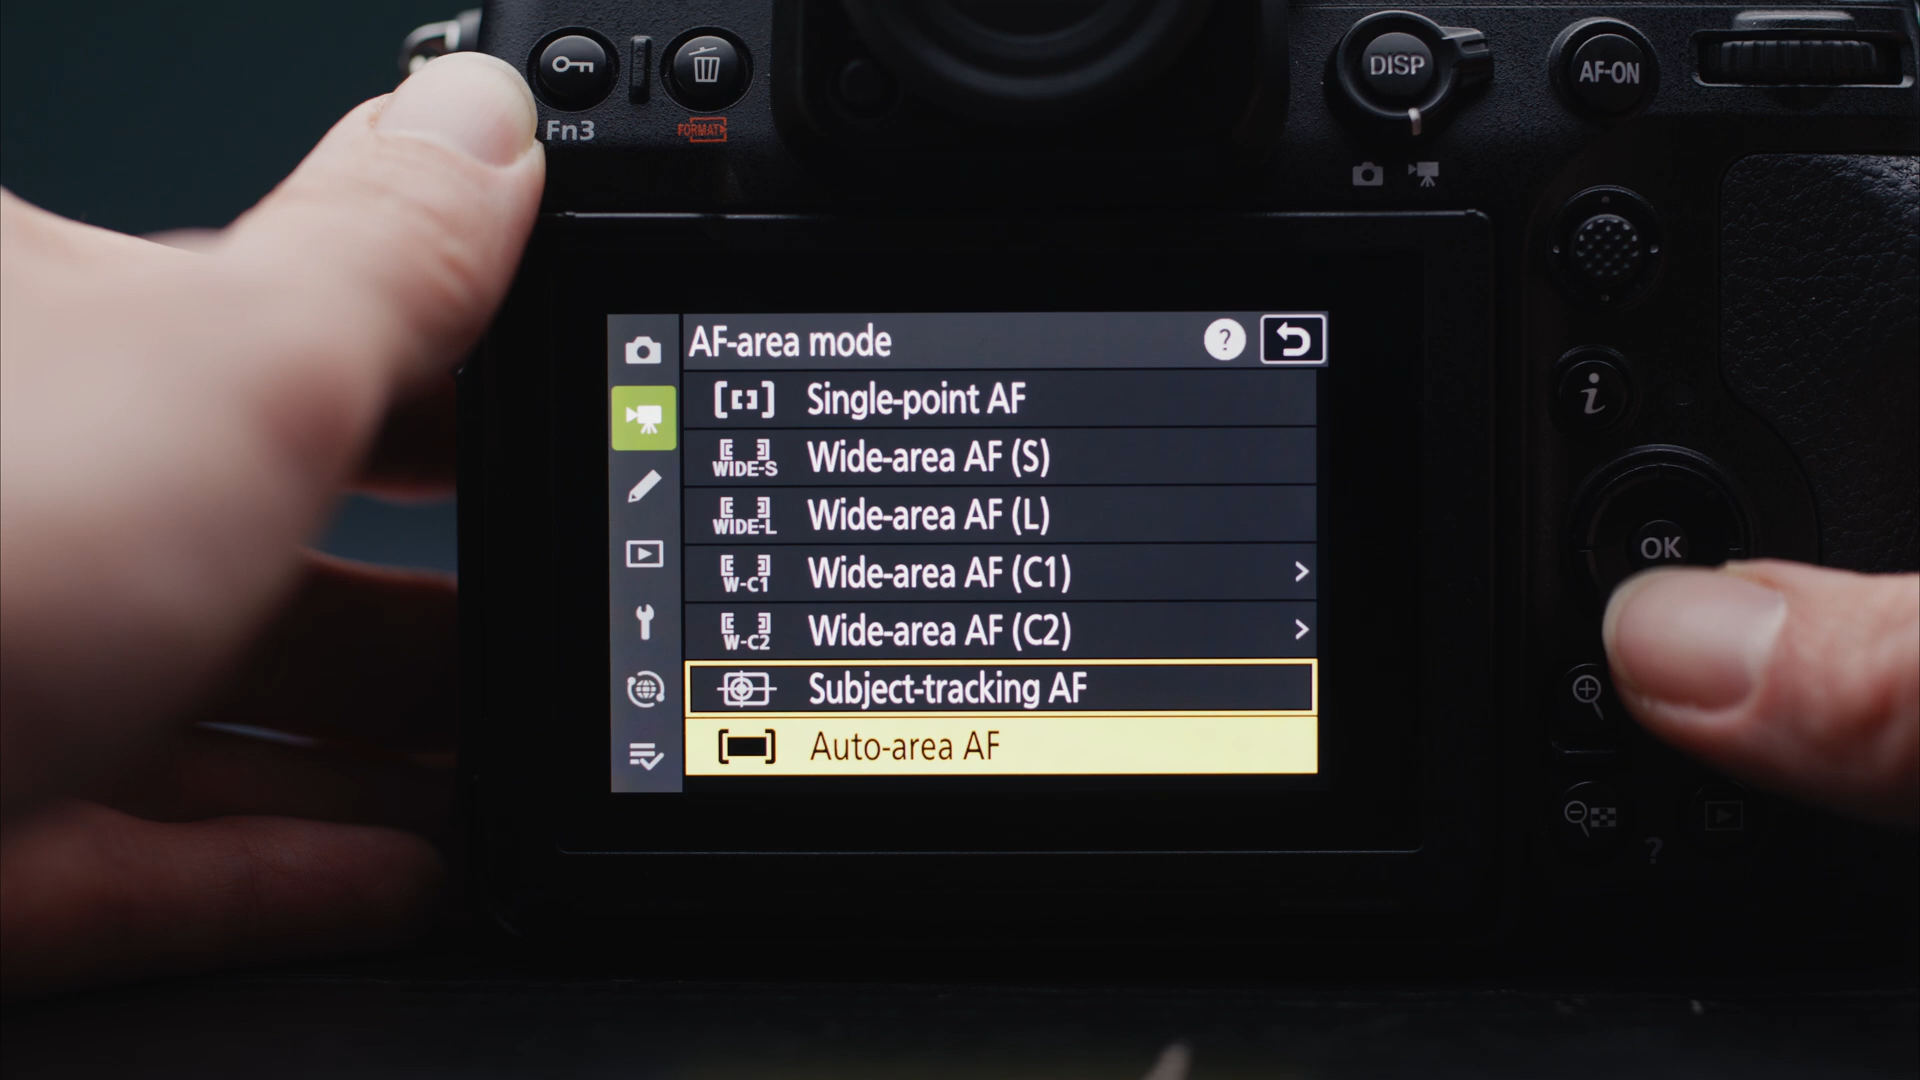 DISP
AF-ON
Fn3
FORMAT
AF-area mode
?
Single-point AF
WIDE-S
Wide-area AF (S)
WIDE-L
Wide-area AF (L)
W-C1
Wide-area AF (C1)
W-C2
Wide-area AF (C2)
Subject-tracking AF
Auto-area AF
i
OK
?